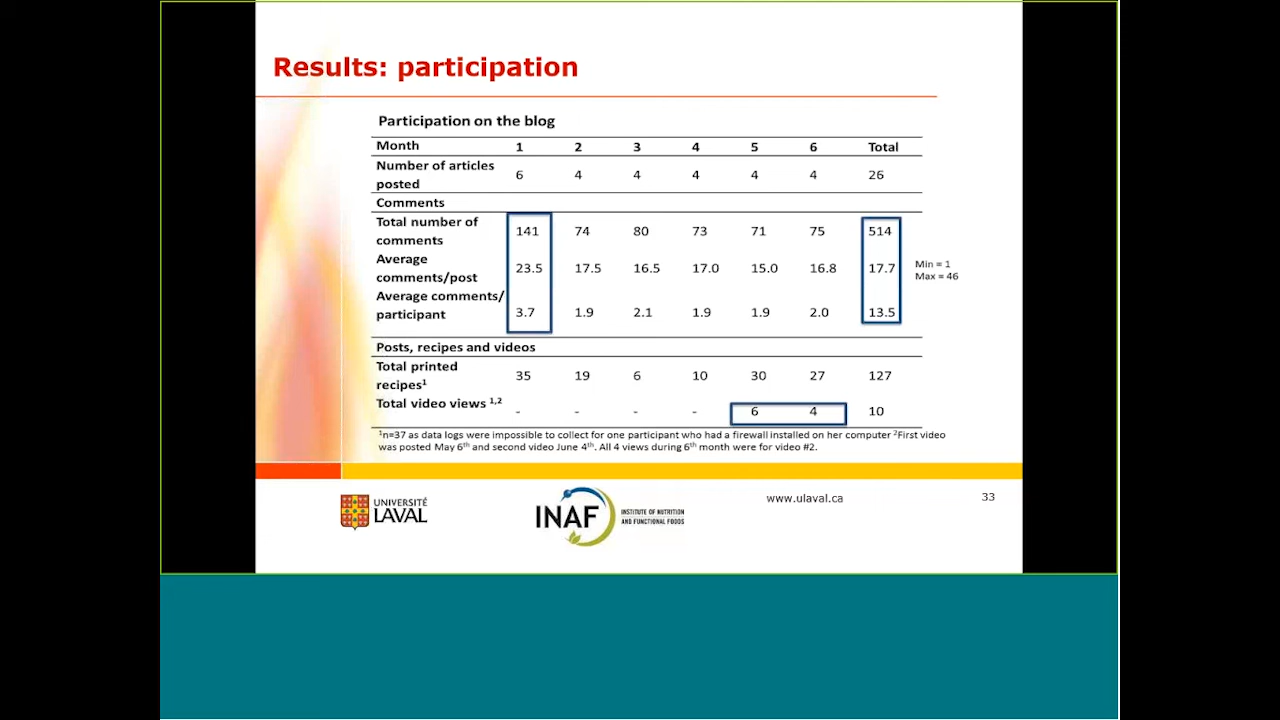 Results: participation
Participation on the blog
Month 1 2 3 4 5 6 Total
Number of articles
posted 6 4 4 4 4 4 26
Comments
Total number of
comments 141 74 80 73 71 75 514
Average
comments/post 23.5 17.5 16.5 17.0 15.0 16.8 17.7
Min = 1
Max = 46
Average comments/
participant 3.7 1.9 2.1 1.9 1.9 2.0 13.5
Posts, recipes and videos
Total printed
recipes¹ 35 19 6 10 30 27 127
Total video views ¹,² - - - - 6 4 10
¹n=37 as data logs were impossible to collect for one participant who had a firewall installed on her computer ²First video
was posted May 6th and second video June 4th. All 4 views during 6th month were for video #2.
UNIVERSITÉ
LAVAL
INAF
INSTITUTE OF NUTRITION
AND FUNCTIONAL FOODS
www.ulaval.ca
33